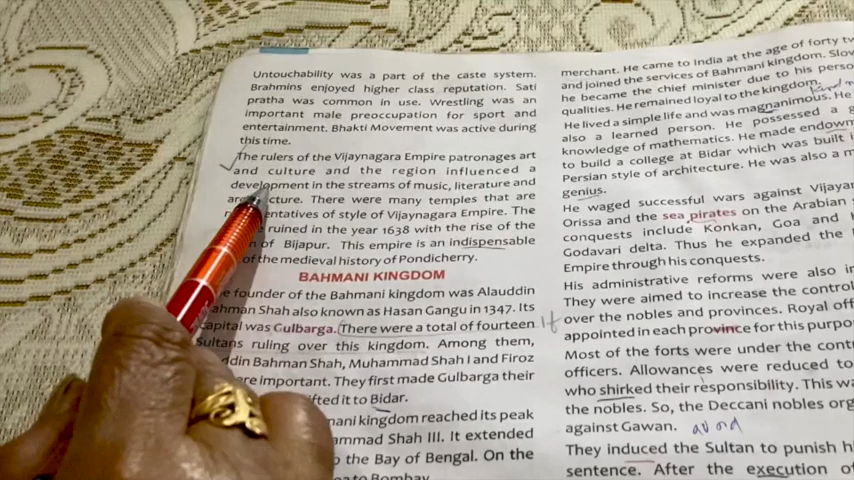 Untouchability was a part of the caste system.
Brahmins enjoyed higher class reputation. Sati
pratha was common in use. Wrestling was an
important male preoccupation for sport and
entertainment. Bhakti Movement was active during
this time.
The rulers of the Vijaynagara Empire patronages art
and culture and the region influenced a
development in the streams of music, literature and
There were many temples that are
of style of Vijaynagara Empire. The
ruined in the year 1638 with the rise of the
of Bijapur. This empire is an indispensable
of the medieval history of Pondicherry.
BAHMANI KINGDOM
founder of the Bahmani kingdom was Alauddin
Shah also known as Hasan Gangu in 1347. Its
capital was Gulbarga. There were a total of fourteen
Sultans ruling over this kingdom. Among them,
Bahman Shah, Muhammad Shah I and Firoz
are important. They first made Gulbarga their
it to Bidar.
kingdom reached its peak
Shah III. It extended
the Bay of Bengal. On the
to Bombay
merchant. He came to India at the age of forty
and joined the services of Bahmani kingdom.
he became the chief minister due to his
qualities. He remained loyal to the kingdom.
He lived a simple life and was magnanimous. He
also a learned person. He possessed a
knowledge of mathematics. He made
to build a college at Bidar which was built
Persian style of architecture. He was also a
genius.
He waged successful wars against
Orissa and the sea pirates on the Arabian
conquests include Konkan, Goa and
Godavari delta. Thus he expanded the
Empire through his conquests.
His administrative reforms were also
They were aimed to increase the control
over the nobles and provinces. Royal
appointed in each province for this
Most of the forts were under the
officers. Allowances were reduced to
who shirked their responsibility. This
the nobles. So, the Deccani nobles
against Gawan. avoid
They induced the Sultan to punish
sentence. After the execution of